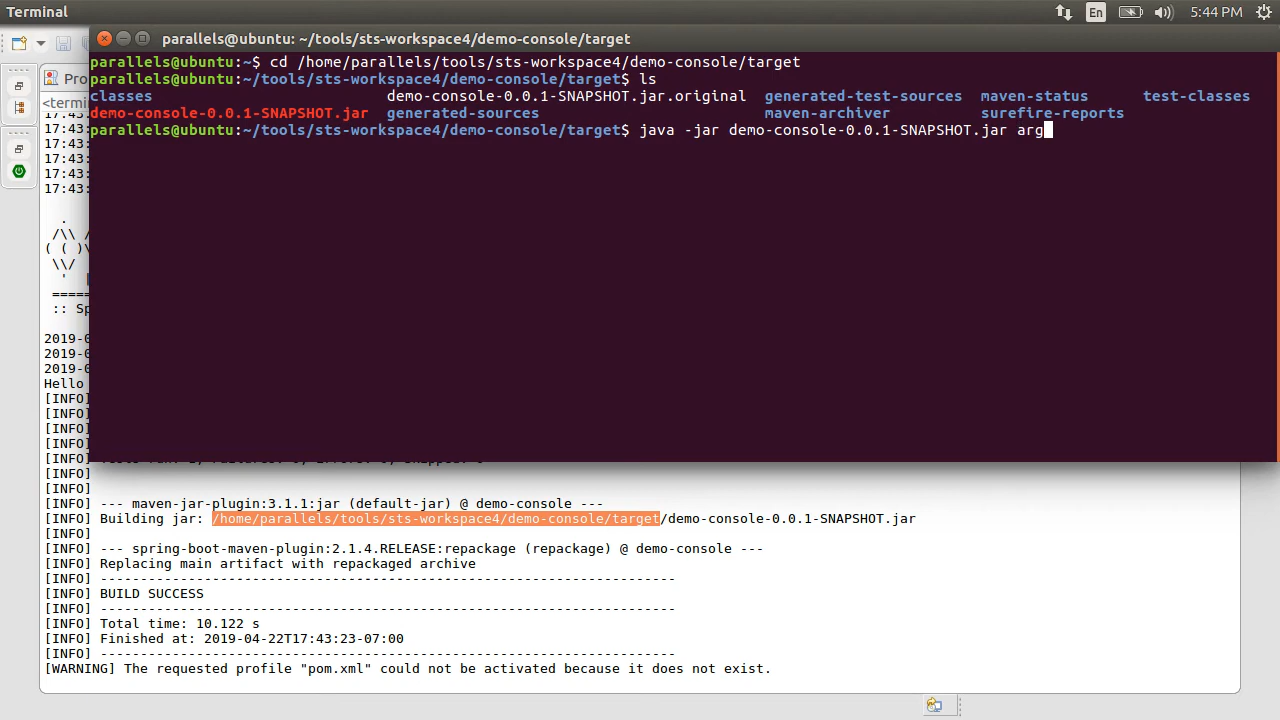 Terminal
En
5:44 PM
parallels@ubuntu: ~/tools/sts-workspace4/demo-console/target
parallels@ubuntu:~$ cd /home/parallels/tools/sts-workspace4/demo-console/target
parallels@ubuntu:~/tools/sts-workspace4/demo-console/target$ ls
classes demo-console-0.0.1-SNAPSHOT.jar.original generated-test-sources maven-status test-classes
demo-console-0.0.1-SNAPSHOT.jar generated-sources maven-archiver surefire-reports
parallels@ubuntu:~/tools/sts-workspace4/demo-console/target$ java -jar demo-console-0.0.1-SNAPSHOT.jar arg
Pro
<termi
17:43:
17:43:
17:43:
17:43:
17:43:
. 
/\\ /
( ( )\
\\/
' |
=====
:: Sp
2019-0
2019-0
2019-0
Hello
[INFO]
[INFO]
[INFO]
[INFO]
[INFO]
[INFO]
[INFO]
[INFO] --- maven-jar-plugin:3.1.1:jar (default-jar) @ demo-console ---
[INFO] Building jar: /home/parallels/tools/sts-workspace4/demo-console/target/demo-console-0.0.1-SNAPSHOT.jar
[INFO]
[INFO] --- spring-boot-maven-plugin:2.1.4.RELEASE:repackage (repackage) @ demo-console ---
[INFO] Replacing main artifact with repackaged archive
[INFO] ------------------------------------------------------------------------
[INFO] BUILD SUCCESS
[INFO] ------------------------------------------------------------------------
[INFO] Total time: 10.122 s
[INFO] Finished at: 2019-04-22T17:43:23-07:00
[INFO] ------------------------------------------------------------------------
[WARNING] The requested profile "pom.xml" could not be activated because it does not exist.